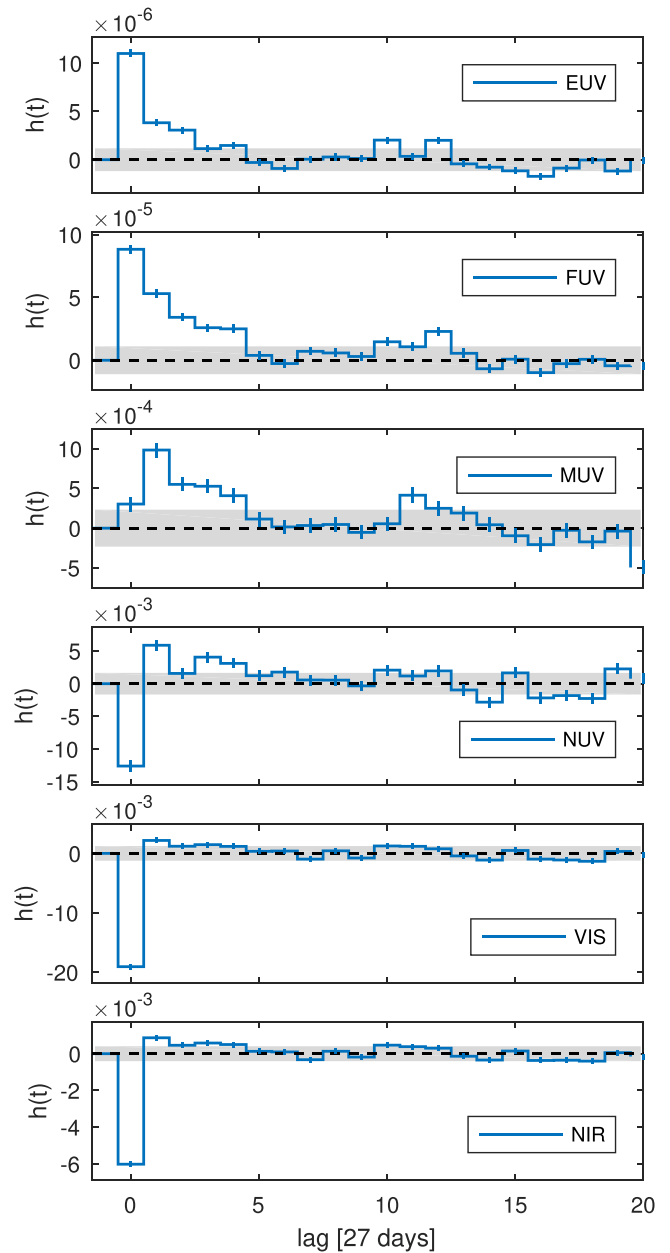 ×10⁻⁶
10
5
0
h(t)
EUV
×10⁻⁵
10
5
0
h(t)
FUV
×10⁻⁴
10
5
0
-5
h(t)
MUV
×10⁻³
5
0
-5
-10
-15
h(t)
NUV
×10⁻³
0
-10
-20
h(t)
VIS
×10⁻³
0
-2
-4
-6
h(t)
NIR
0 5 10 15 20
lag [27 days]